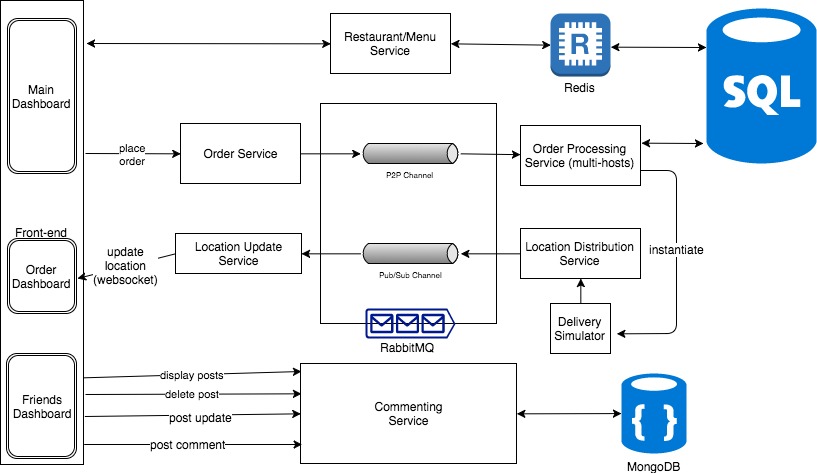 Main
Dashboard
Restaurant/Menu
Service
R
Redis
SQL
place
order
Order Service
P2P Channel
Order Processing
Service (multi-hosts)
Front-end
Order
Dashboard
update
location
(websocket)
Location Update
Service
Pub/Sub Channel
Location Distribution
Service
instantiate
Delivery
Simulator
RabbitMQ
Friends
Dashboard
display posts
delete post
post update
post comment
Commenting
Service
{ }
MongoDB